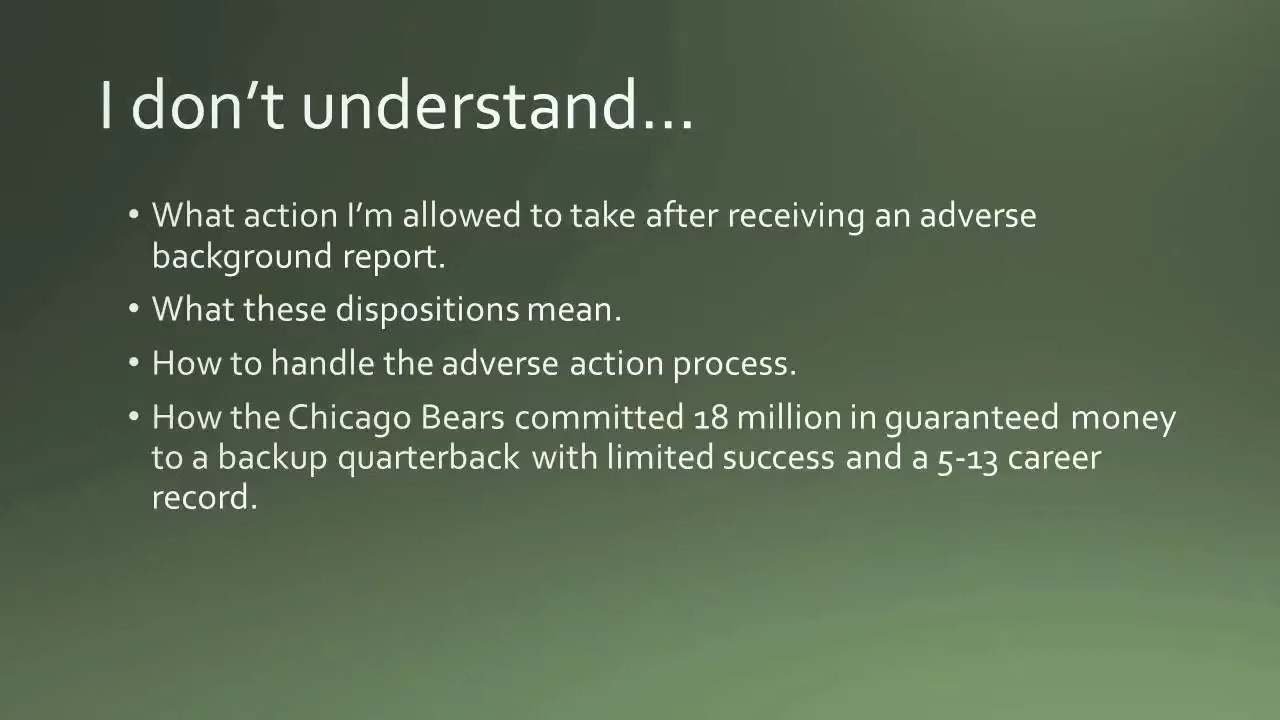 I don’t understand…
• What action I’m allowed to take after receiving an adverse
background report.
• What these dispositions mean.
• How to handle the adverse action process.
• How the Chicago Bears committed 18 million in guaranteed money
to a backup quarterback with limited success and a 5-13 career
record.